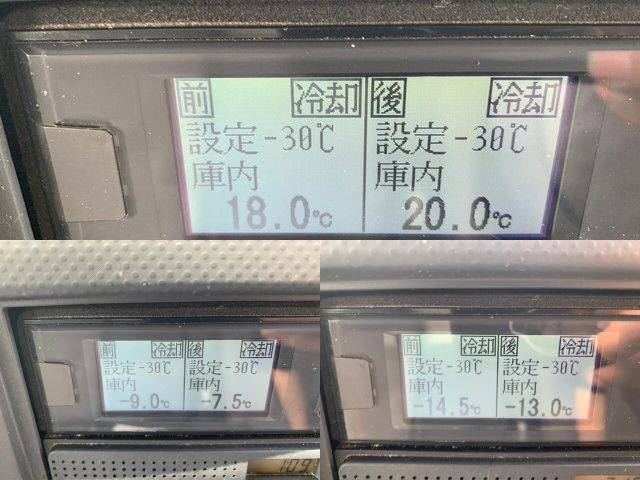 前 冷却 後 冷却
設定-30℃ 設定-30℃
庫内 庫内
18.0℃ 20.0℃
前 冷却 後 冷却
設定-30℃ 設定-30℃
庫内 庫内
-9.0℃ -7.5℃
109
前 冷却 後 冷却
設定-30℃ 設定-30℃
庫内 庫内
-14.5℃ -13.0℃